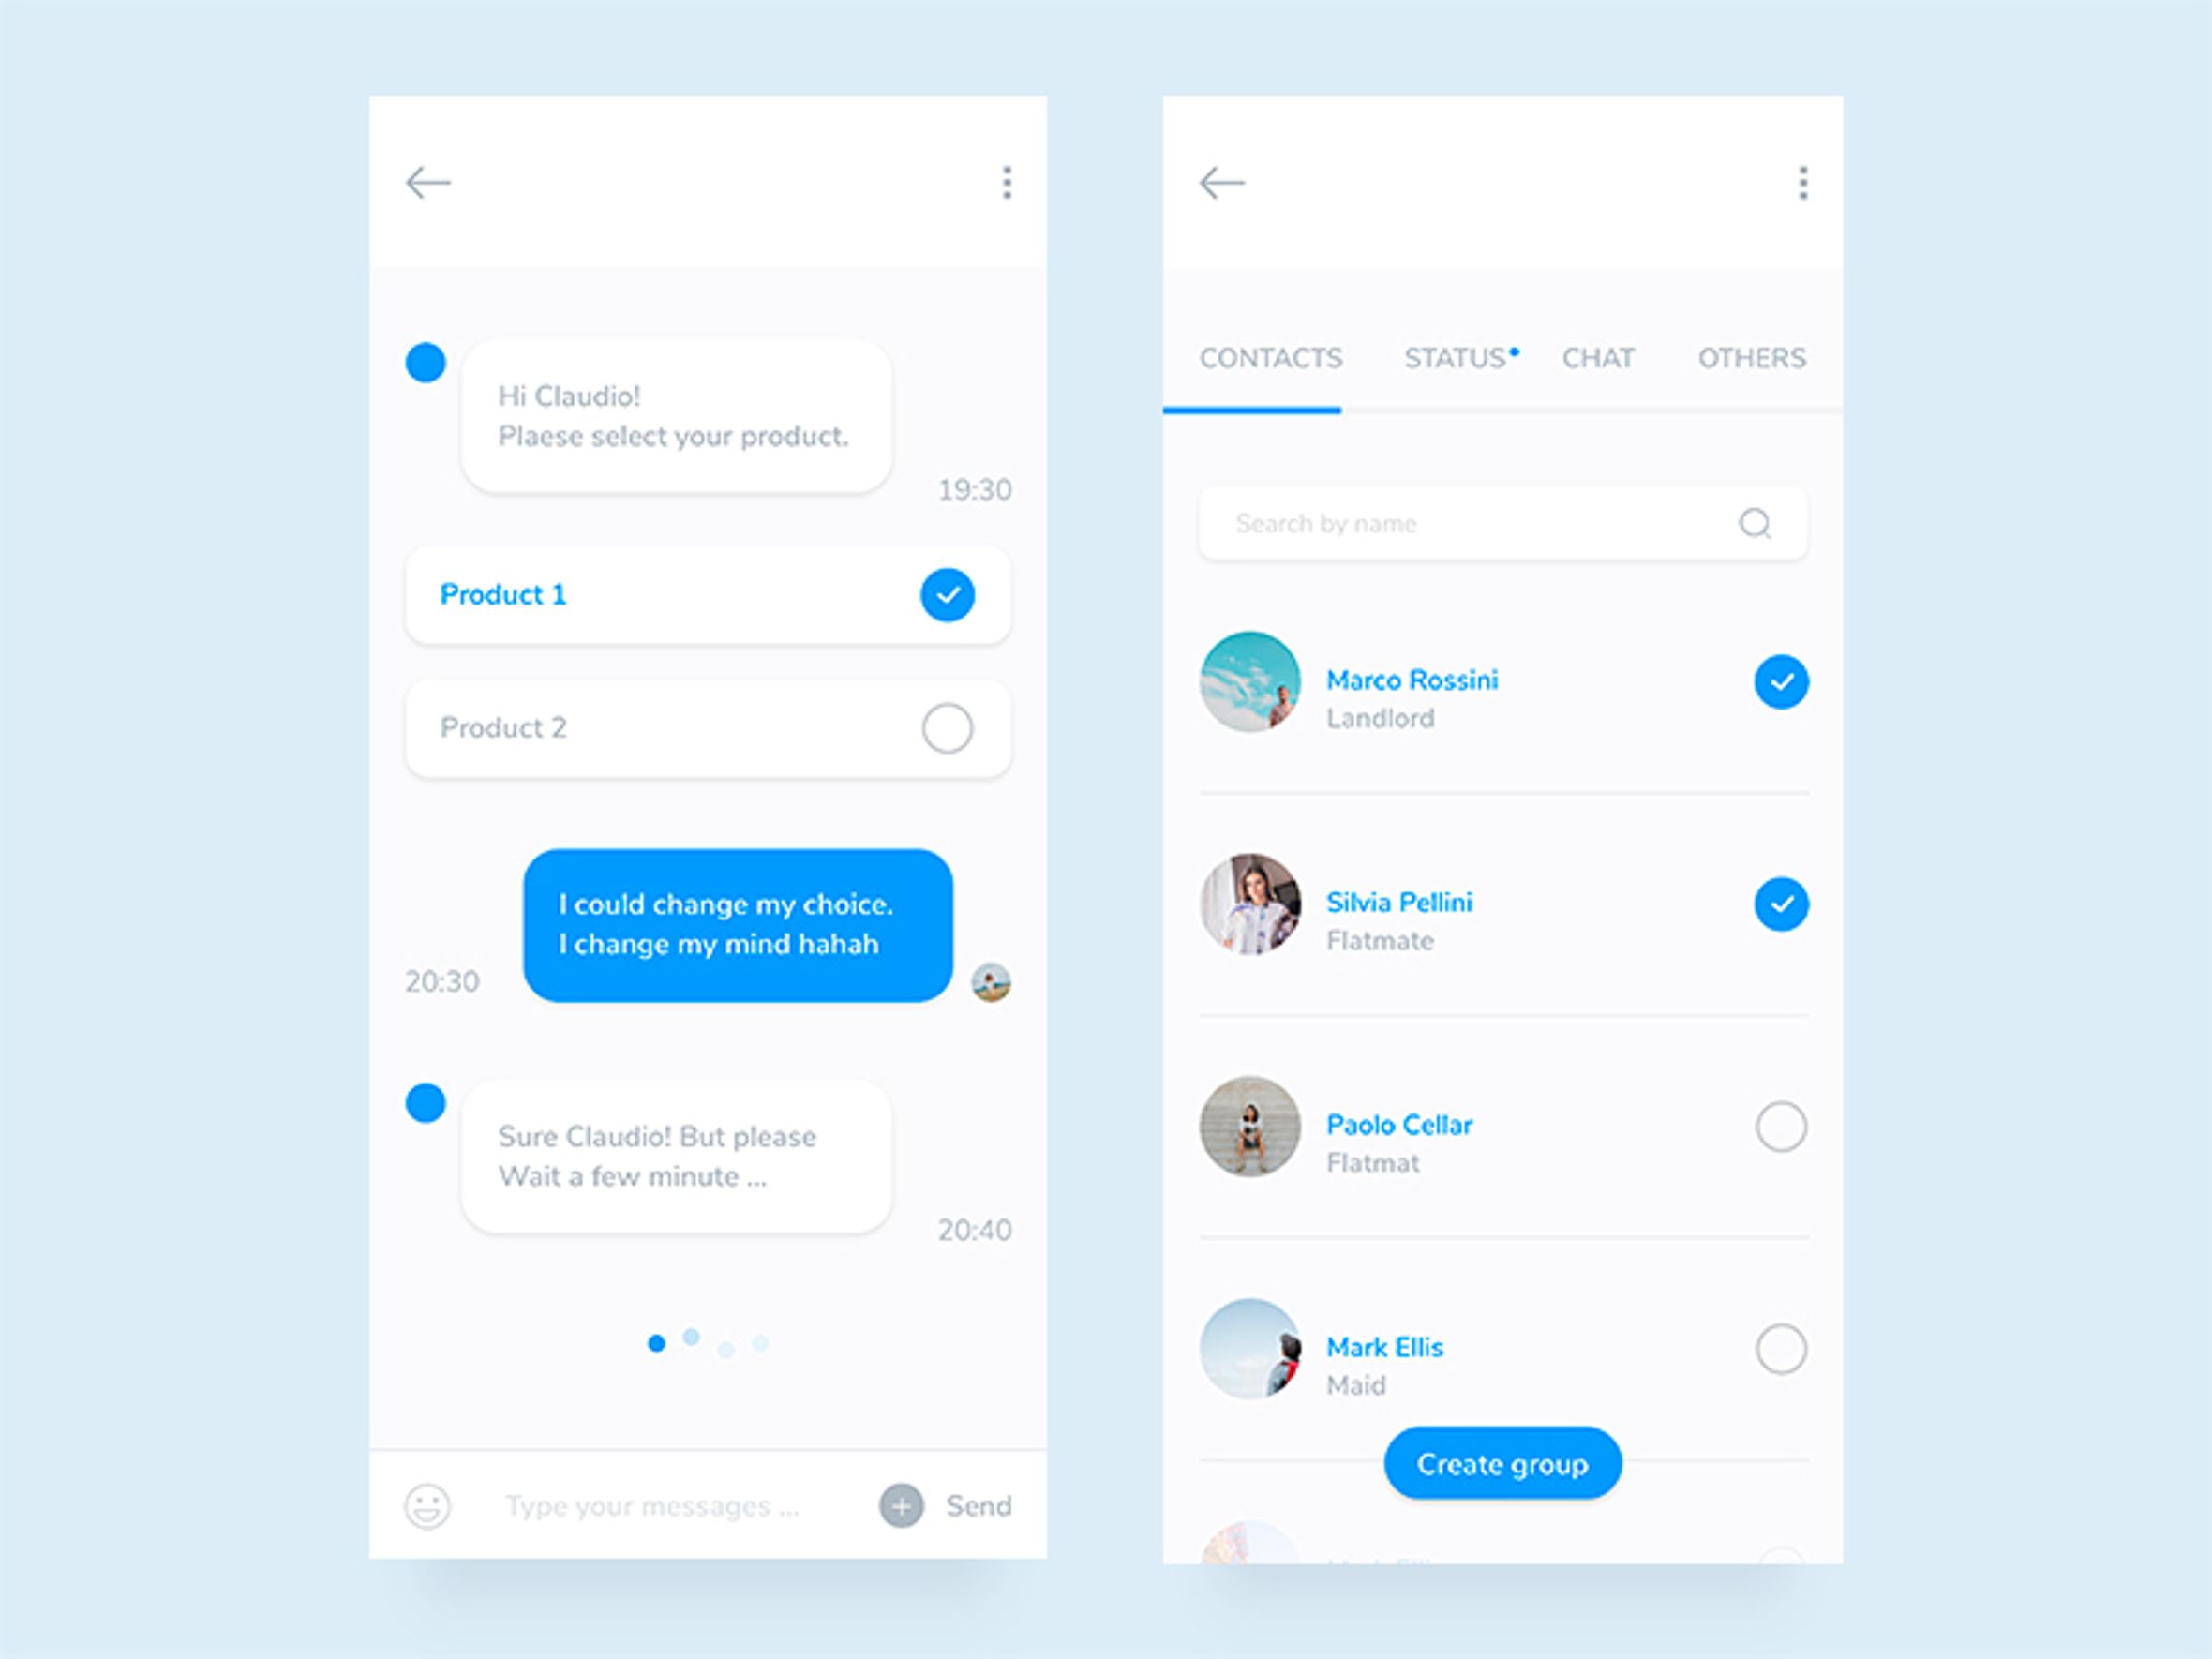 Hi Claudio!
Plaese select your product.
19:30
Product 1
Product 2
I could change my choice.
I change my mind hahah
20:30
Sure Claudio! But please
Wait a few minute ...
20:40
Type your messages ...
Send
CONTACTS STATUS CHAT OTHERS
Search by name
Marco Rossini
Landlord
Silvia Pellini
Flatmate
Paolo Cellar
Flatmat
Mark Ellis
Maid
Create group